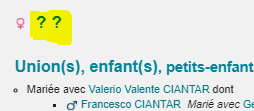 ♀ ? ?
Union(s), enfant(s), petits-enfant
Mariée avec Valerio Valente CIANTAR dont
♂ Francesco CIANTAR Marié avec